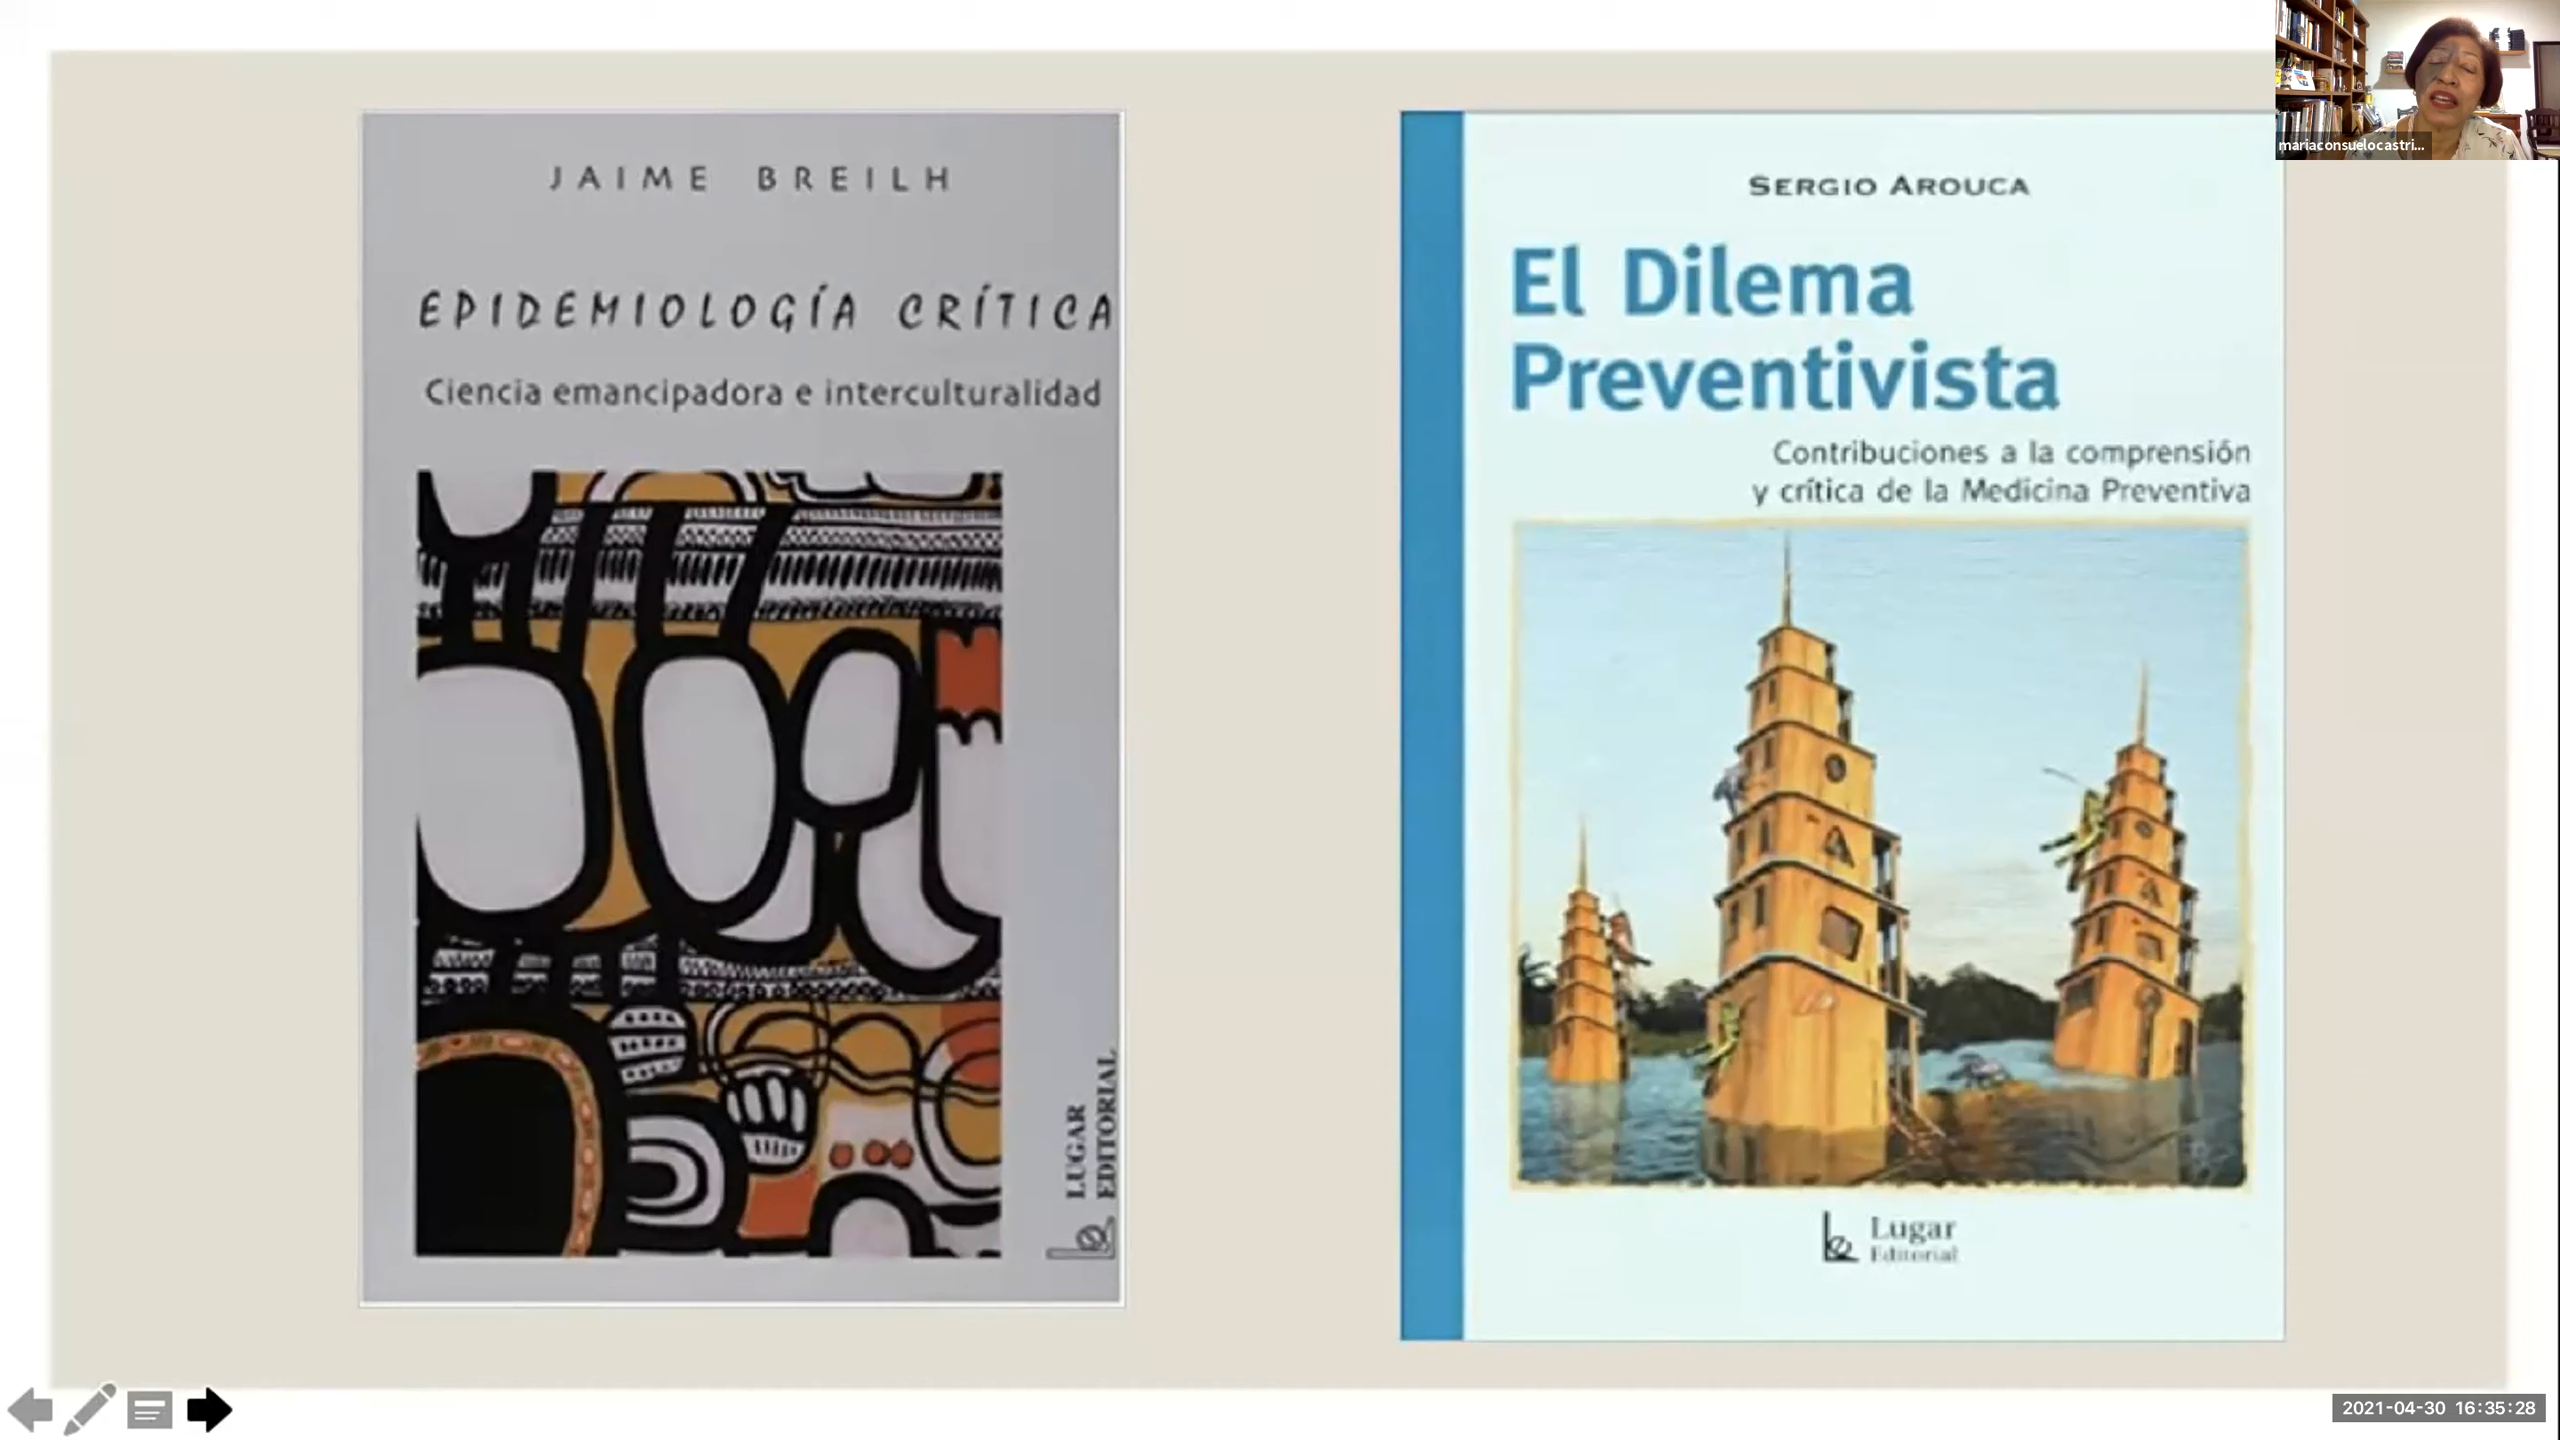 mariaconsuelocastri...
JAIME BREILH
EPIDEMIOLOGÍA CRÍTICA
Ciencia emancipadora e interculturalidad
LUGAR
EDITORIAL
SERGIO AROUCA
El Dilema
Preventivista
Contribuciones a la comprensión
y crítica de la Medicina Preventiva
Lugar
Editorial
2021-04-30 16:35:28